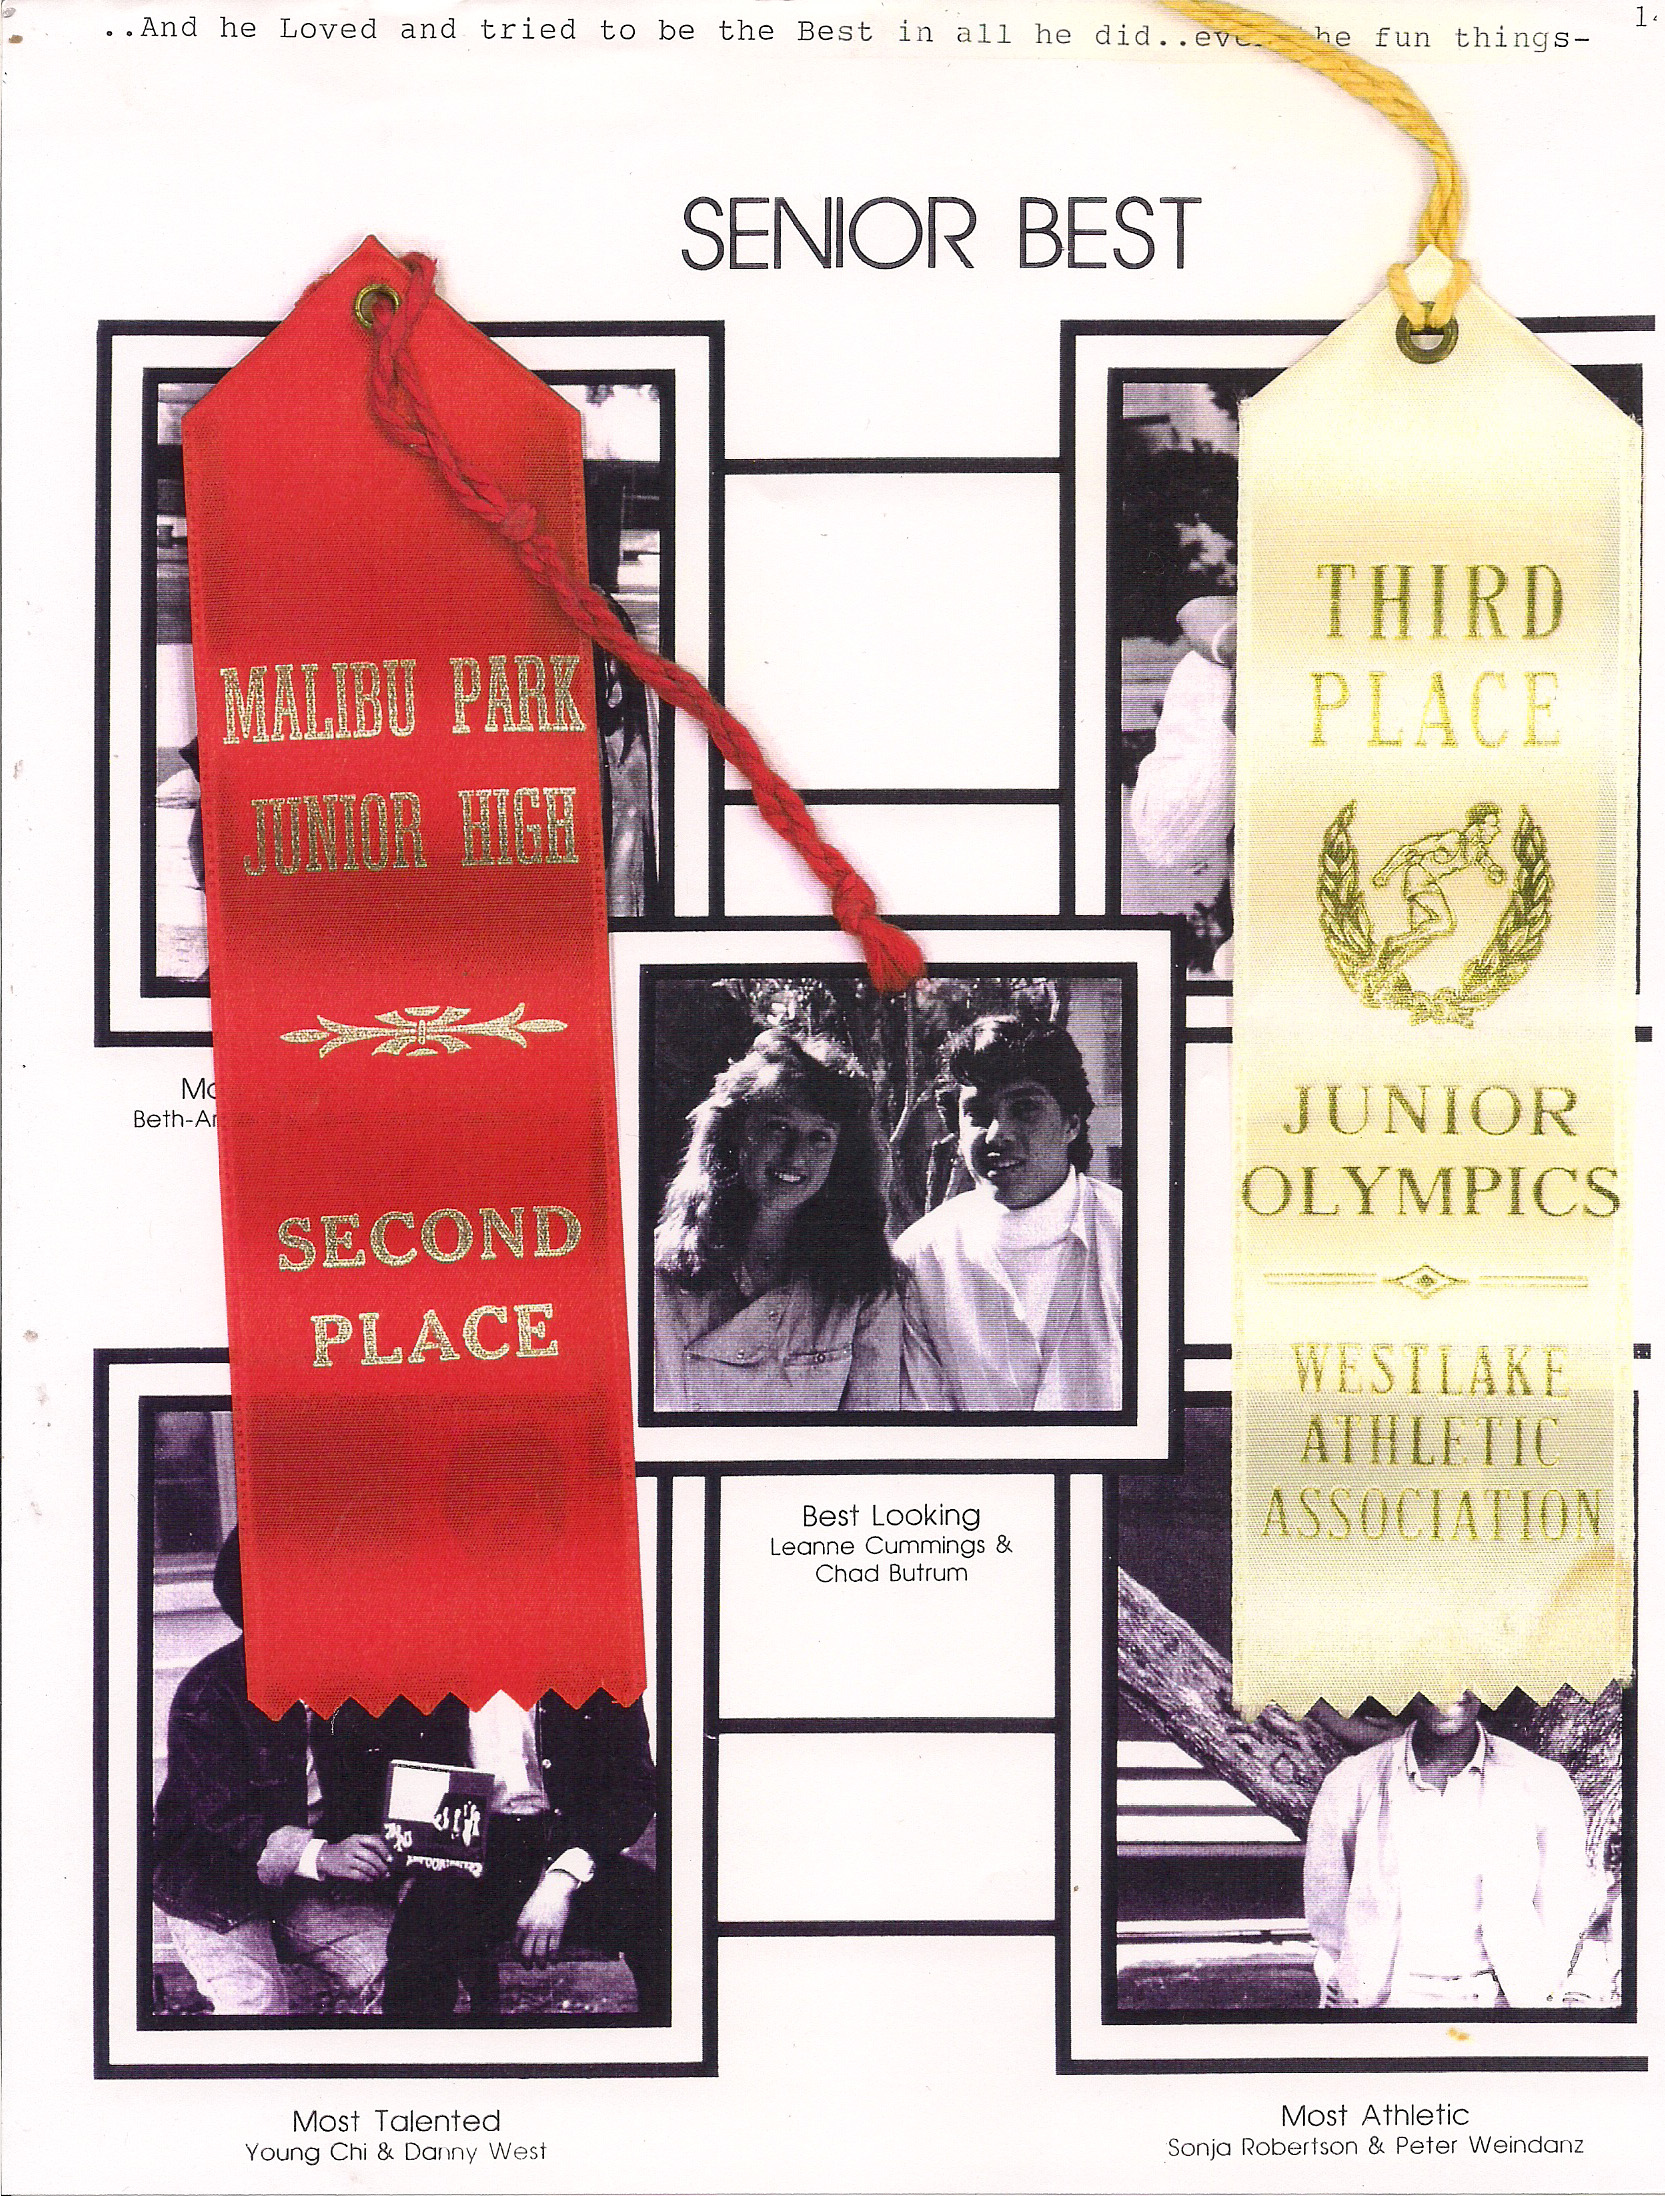 ..And he Loved and tried to be the Best in all he did.. fun things-
SENIOR BEST
MALIBU PARK
JUNIOR HIGH
SECOND
PLACE
THIRD
PLACE
JUNIOR
OLYMPICS
WESTLAKE
ATHLETIC
ASSOCIATION
Best Looking
Leanne Cummings &
Chad Butrum
Most Talented
Young Chi & Danny West
Most Athletic
Sonja Robertson & Peter Weindanz